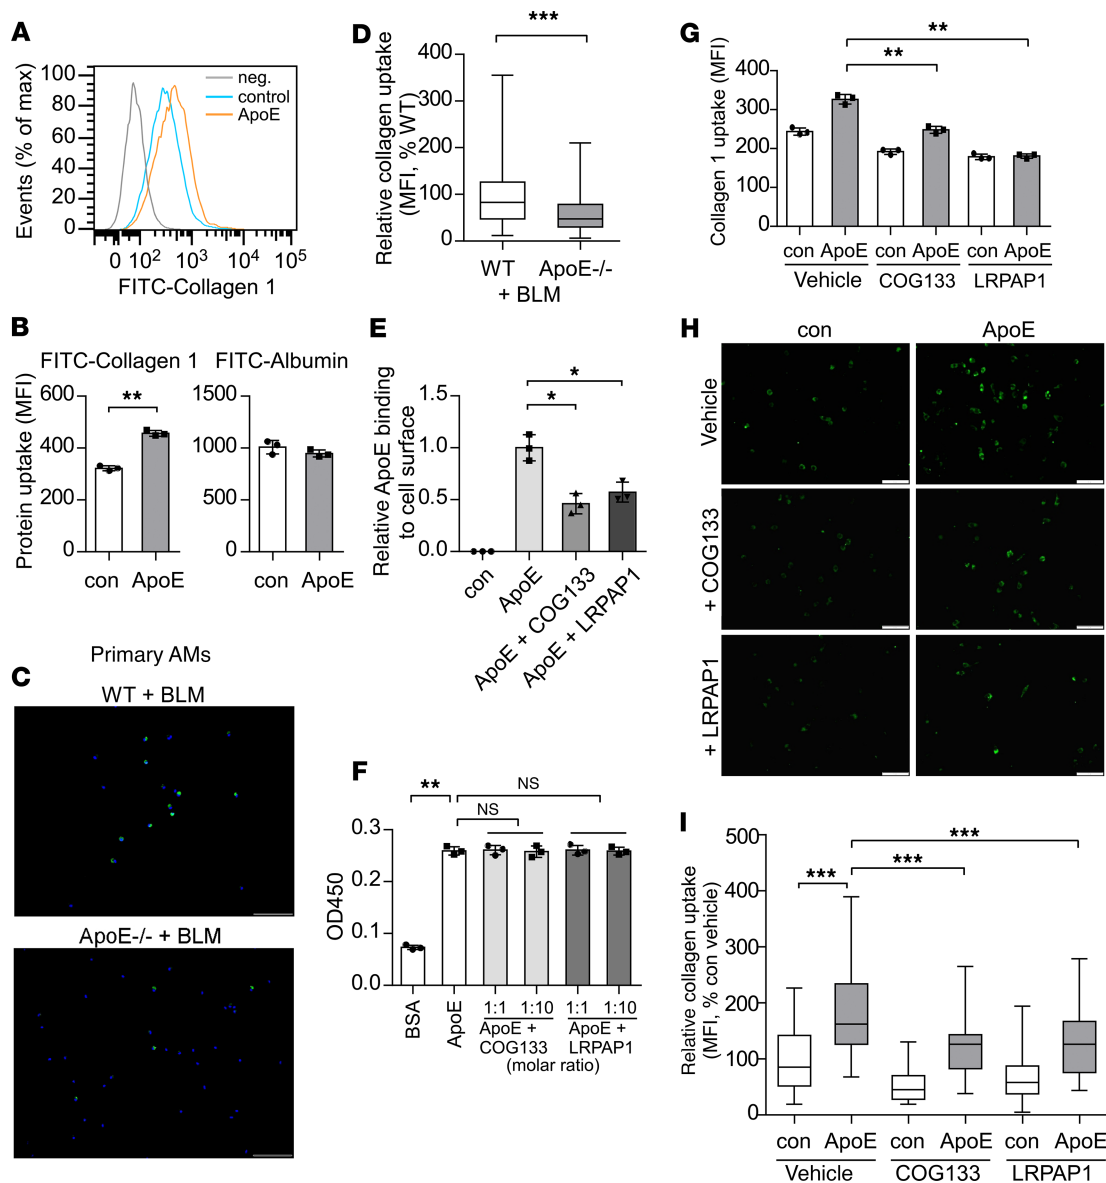 A
Events (% of max)
100
80
60
40
20
0
neg.
control
ApoE
0 10² 10³ 10⁴ 10⁵
FITC-Collagen 1
B
FITC-Collagen 1
FITC-Albumin
Protein uptake (MFI)
600
400
200
0
**
con ApoE
1500
1000
500
0
con ApoE
Primary AMs
C
WT + BLM
ApoE-/- + BLM
D
Relative collagen uptake
(MFI, % WT)
400
300
200
100
0
***
WT ApoE-/-
+ BLM
E
Relative ApoE binding
to cell surface
1.5
1.0
0.5
0.0
*
*
con
ApoE
ApoE + COG133
ApoE + LRPAP1
F
OD450
0.3
0.2
0.1
0.0
**
NS
NS
BSA
ApoE
1:1 1:10
ApoE +
COG133
1:1 1:10
ApoE +
LRPAP1
(molar ratio)
G
Collagen 1 uptake (MFI)
400
300
200
100
0
**
**
con ApoE con ApoE con ApoE
Vehicle COG133 LRPAP1
H
con ApoE
Vehicle
+ COG133
+ LRPAP1
I
Relative collagen uptake
(MFI, % con vehicle)
500
400
300
200
100
0
***
***
***
con ApoE con ApoE con ApoE
Vehicle COG133 LRPAP1